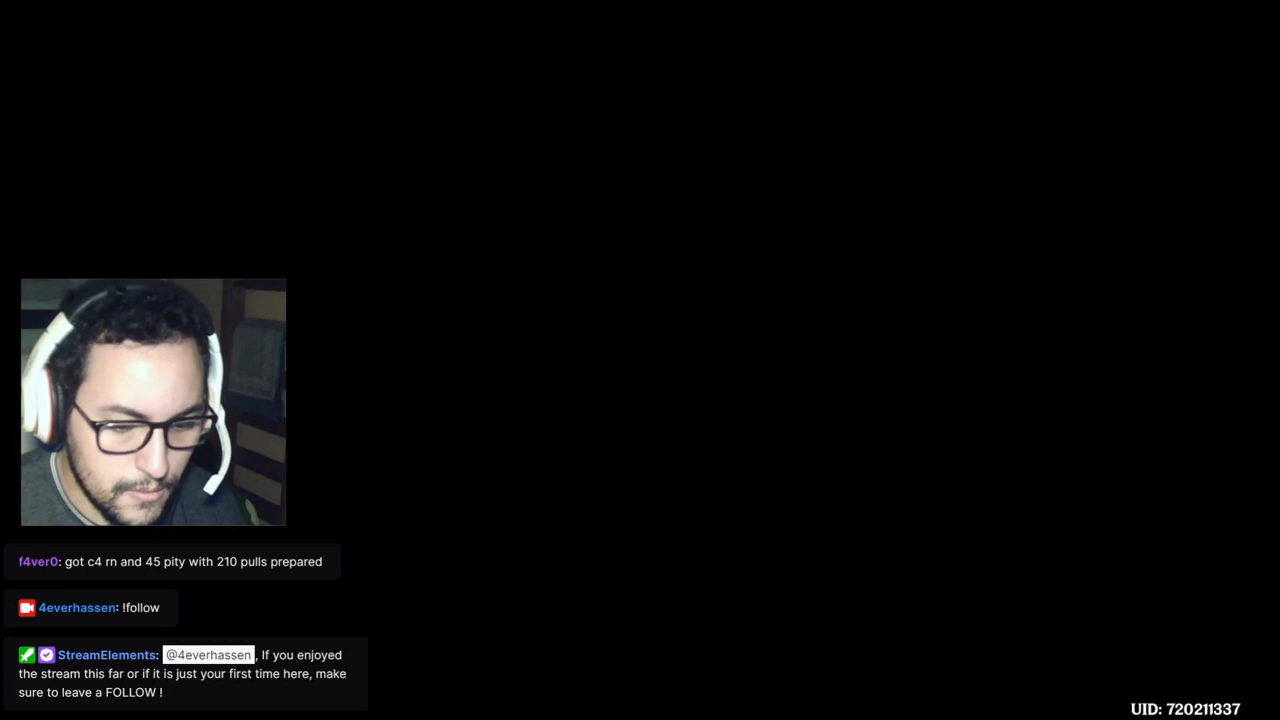 f4ver0: got c4 rn and 45 pity with 210 pulls prepared
4everhassen: !follow
StreamElements: @4everhassen, If you enjoyed
the stream this far or if it is just your first time here, make
sure to leave a FOLLOW !
UID: 720211337